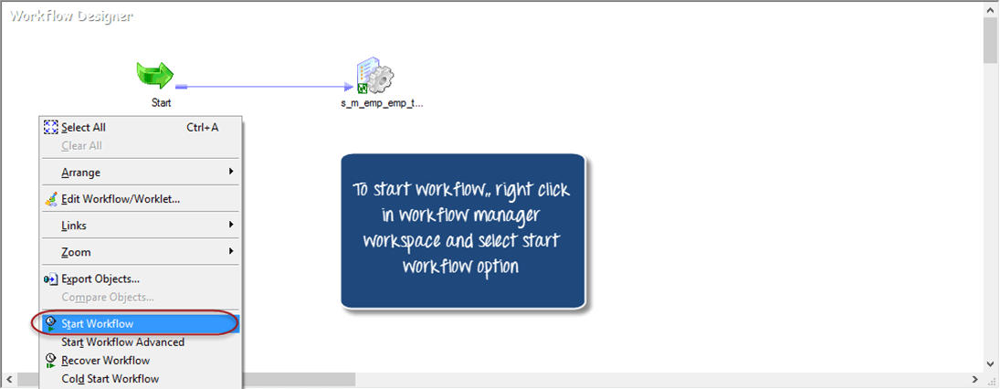 Workflow Designer
Start
s_m_emp_emp_t...
Select All Ctrl+A
Clear All
Arrange
Edit Workflow/Worklet...
Links
Zoom
Export Objects...
Compare Objects...
Start Workflow
Start Workflow Advanced
Recover Workflow
Cold Start Workflow
To start workflow,, right click
in workflow manager
workspace and select start
workflow option